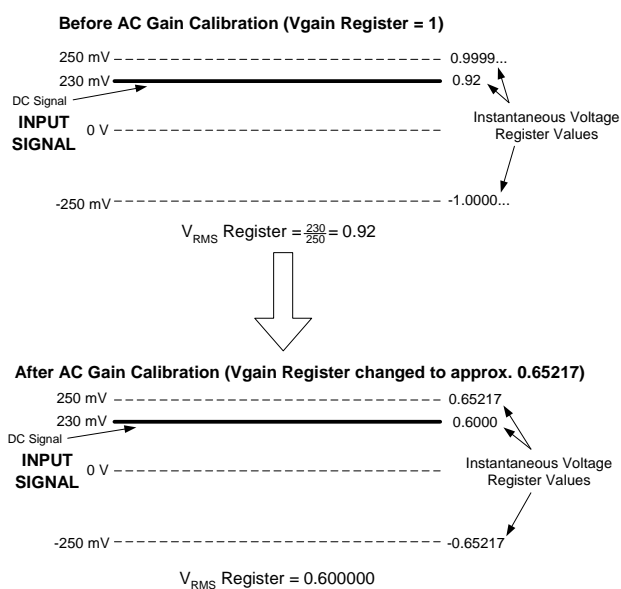 Before AC Gain Calibration (Vgain Register = 1)
250 mV 0.9999...
230 mV 0.92
DC Signal
INPUT SIGNAL
0 V
Instantaneous Voltage
Register Values
-250 mV -1.0000...
VRMS Register = 230/250 = 0.92
After AC Gain Calibration (Vgain Register changed to approx. 0.65217)
250 mV 0.65217
230 mV 0.6000
DC Signal
INPUT SIGNAL
0 V
Instantaneous Voltage
Register Values
-250 mV -0.65217
VRMS Register = 0.600000